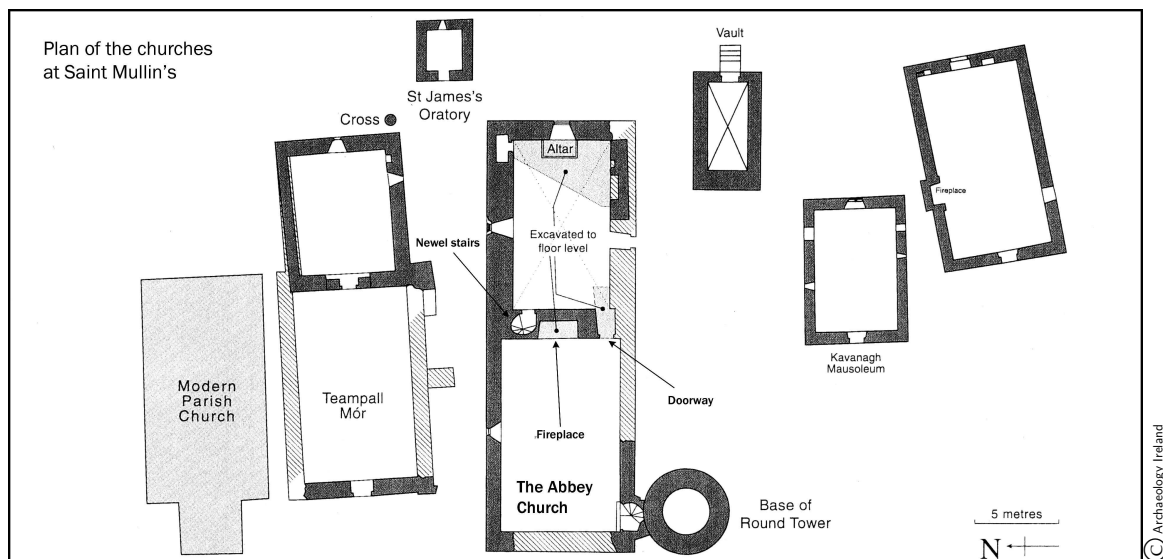 Plan of the churches
at Saint Mullin's
St James's
Oratory
Cross
Vault
Altar
Excavated to
floor level
Newel stairs
Fireplace
Kavanagh
Mausoleum
Modern
Parish
Church
Teampall
Mór
Doorway
Fireplace
The Abbey
Church
Base of
Round Tower
5 metres
N
© Archaeology Ireland